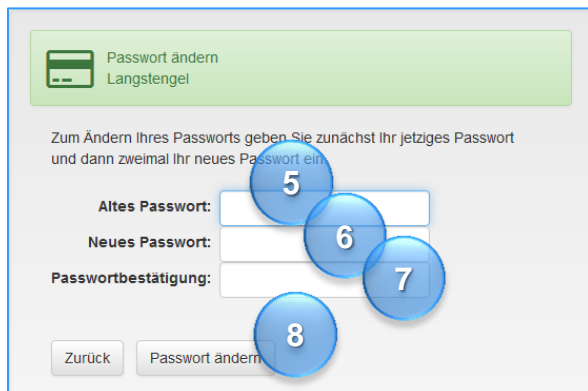 Passwort ändern
Langstengel
Zum Ändern Ihres Passworts geben Sie zunächst Ihr jetziges Passwort
und dann zweimal Ihr neues Passwort ein.
5
Altes Passwort:
6
Neues Passwort:
7
Passwortbestätigung:
8
Zurück
Passwort ändern